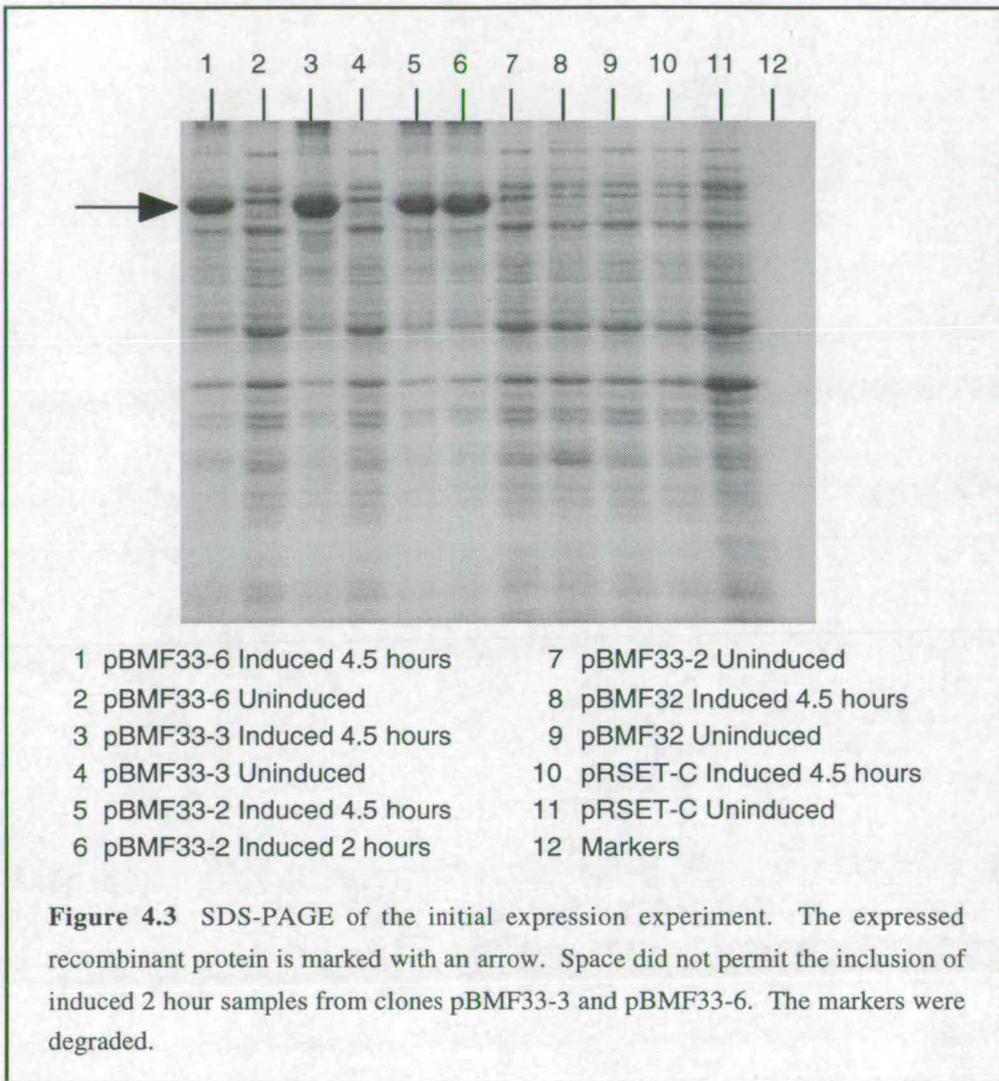 1 2 3 4 5 6 7 8 9 10 11 12
1 pBMF33-6 Induced 4.5 hours
2 pBMF33-6 Uninduced
3 pBMF33-3 Induced 4.5 hours
4 pBMF33-3 Uninduced
5 pBMF33-2 Induced 4.5 hours
6 pBMF33-2 Induced 2 hours
7 pBMF33-2 Uninduced
8 pBMF32 Induced 4.5 hours
9 pBMF32 Uninduced
10 pRSET-C Induced 4.5 hours
11 pRSET-C Uninduced
12 Markers
Figure 4.3 SDS-PAGE of the initial expression experiment. The expressed
recombinant protein is marked with an arrow. Space did not permit the inclusion of
induced 2 hour samples from clones pBMF33-3 and pBMF33-6. The markers were
degraded.